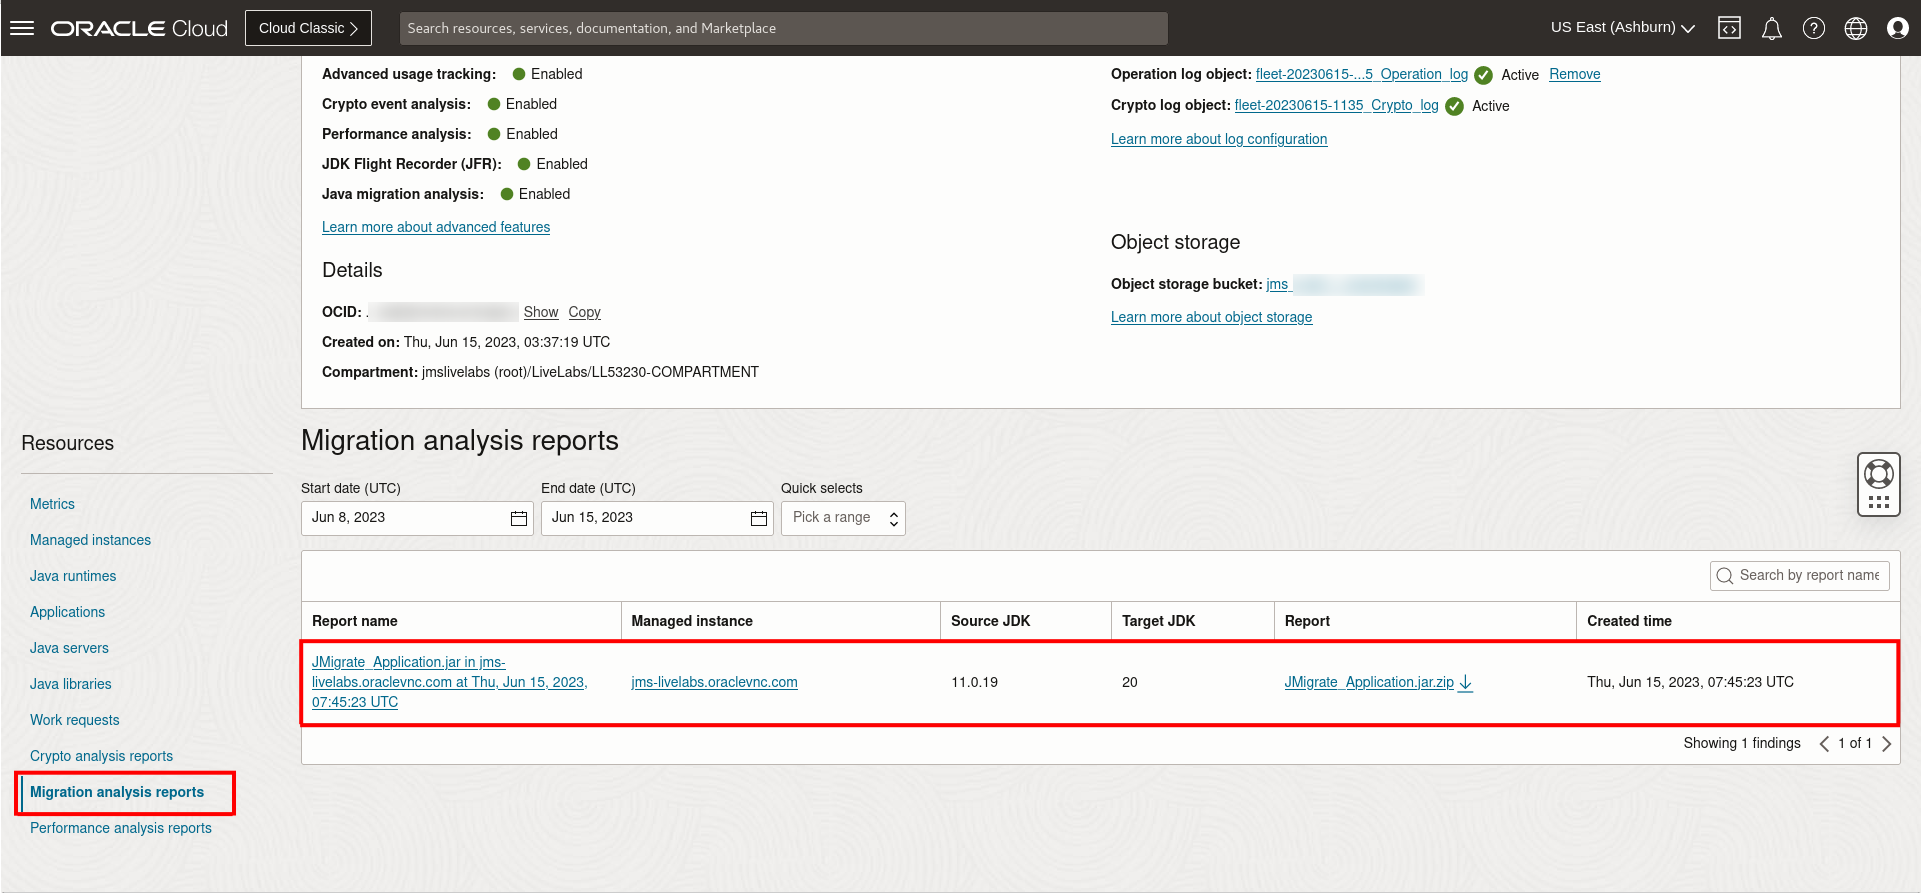 ORACLE Cloud
Cloud Classic
Search resources, services, documentation, and Marketplace
US East (Ashburn)
Advanced usage tracking: Enabled
Crypto event analysis: Enabled
Performance analysis: Enabled
JDK Flight Recorder (JFR): Enabled
Java migration analysis: Enabled
Learn more about advanced features
Details
OCID: . Show Copy
Created on: Thu, Jun 15, 2023, 03:37:19 UTC
Compartment: jmslivelabs (root)/LiveLabs/LL53230-COMPARTMENT
Operation log object: fleet-20230615-...5_Operation_log Active Remove
Crypto log object: fleet-20230615-1135_Crypto_log Active
Learn more about log configuration
Object storage
Object storage bucket: jms_
Learn more about object storage
Resources
Metrics
Managed instances
Java runtimes
Applications
Java servers
Java libraries
Work requests
Crypto analysis reports
Migration analysis reports
Performance analysis reports
Migration analysis reports
Start date (UTC) End date (UTC) Quick selects
Jun 8, 2023 Jun 15, 2023 Pick a range
Search by report name
Report name Managed instance Source JDK Target JDK Report Created time
JMigrate_Application.jar in jms-
livelabs.oraclevnc.com at Thu, Jun 15, 2023,
07:45:23 UTC
jms-livelabs.oraclevnc.com 11.0.19 20 JMigrate_Application.jar.zip Thu, Jun 15, 2023, 07:45:23 UTC
Showing 1 findings 1 of 1